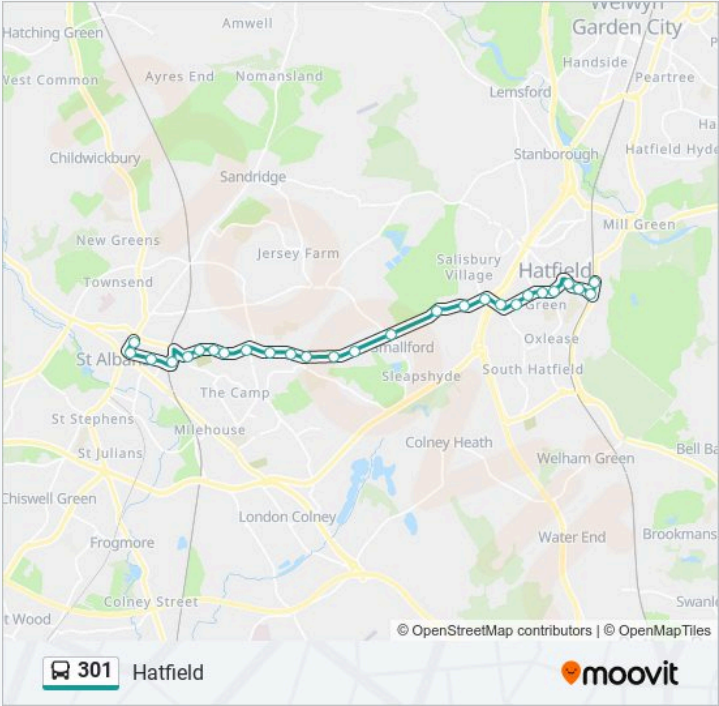 Welwyn
Garden City
Hatching Green
Amwell
Handside
West Common
Ayres End
Nomansland
Peartree
Lemsford
Ha
Childwickbury
Stanborough
Hatfield Hyde
Sandridge
Mill Green
New Greens
Jersey Farm
Salisbury
Village
Hatfield
Townsend
Green
Oxlease
St Alban
Smallford
South Hatfield
Sleapshyde
The Camp
St Stephens
Milehouse
Colney Heath
St Julians
Bell Ba
Welham Green
Chiswell Green
London Colney
Frogmore
Water End
Brookmans
Colney Street
Swanle
t Wood
© OpenStreetMap contributors | © OpenMapTiles
301 Hatfield
moovit